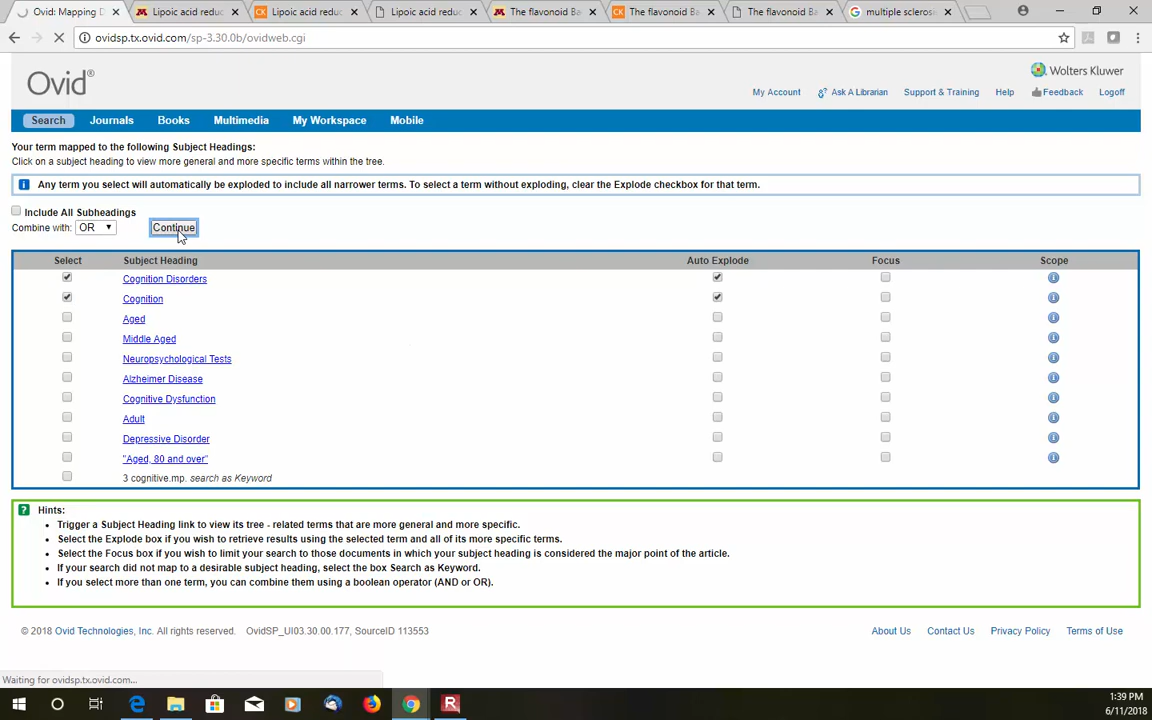 Ovid: Mapping D
Lipoic acid reduc
Lipoic acid reduc
Lipoic acid reduc
The flavonoid Ba
The flavonoid Ba
The flavonoid Ba
multiple sclerose
ovidsp.tx.ovid.com/sp-3.30.0b/ovidweb.cgi
Ovid®
Wolters Kluwer
My Account
Ask A Librarian
Support & Training
Help
Feedback
Logoff
Search
Journals
Books
Multimedia
My Workspace
Mobile
Your term mapped to the following Subject Headings:
Click on a subject heading to view more general and more specific terms within the tree.
Any term you select will automatically be exploded to include all narrower terms. To select a term without exploding, clear the Explode checkbox for that term.
Include All Subheadings
Combine with: OR Continue
Select Subject Heading Auto Explode Focus Scope
Cognition Disorders
Cognition
Aged
Middle Aged
Neuropsychological Tests
Alzheimer Disease
Cognitive Dysfunction
Adult
Depressive Disorder
"Aged, 80 and over"
3 cognitive.mp. search as Keyword
Hints:
Trigger a Subject Heading link to view its tree - related terms that are more general and more specific.
Select the Explode box if you wish to retrieve results using the selected term and all of its more specific terms.
Select the Focus box if you wish to limit your search to those documents in which your subject heading is considered the major point of the article.
If your search did not map to a desirable subject heading, select the box Search as Keyword.
If you select more than one term, you can combine them using a boolean operator (AND or OR).
© 2018 Ovid Technologies, Inc. All rights reserved. OvidSP_UI03.30.00.177, SourceID 113553
About Us
Contact Us
Privacy Policy
Terms of Use
Waiting for ovidsp.tx.ovid.com...
1:39 PM
6/11/2018